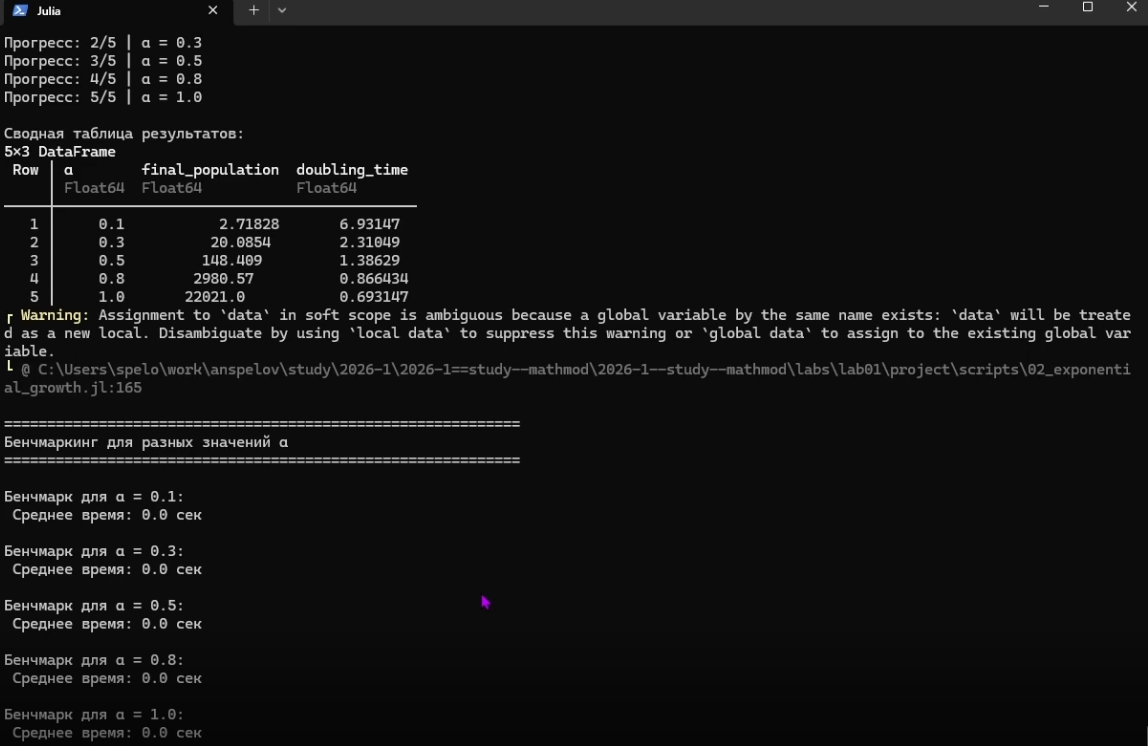 Julia
Прогресс: 2/5 | α = 0.3
Прогресс: 3/5 | α = 0.5
Прогресс: 4/5 | α = 0.8
Прогресс: 5/5 | α = 1.0
Сводная таблица результатов:
5×3 DataFrame
Row | α final_population doubling_time
Float64 Float64 Float64
1 | 0.1 2.71828 6.93147
2 | 0.3 20.0854 2.31049
3 | 0.5 148.409 1.38629
4 | 0.8 2980.57 0.866434
5 | 1.0 22021.0 0.693147
┌ Warning: Assignment to `data` in soft scope is ambiguous because a global variable by the same name exists: `data` will be treate
d as a new local. Disambiguate by using `local data` to suppress this warning or `global data` to assign to the existing global var
iable.
└ @ C:\Users\spelo\work\anspelov\study\2026-1\2026-1==study--mathmod\2026-1--study--mathmod\labs\lab01\project\scripts\02_exponenti
al_growth.jl:165
============================================================
Бенчмаркинг для разных значений α
============================================================
Бенчмарк для α = 0.1:
Среднее время: 0.0 сек
Бенчмарк для α = 0.3:
Среднее время: 0.0 сек
Бенчмарк для α = 0.5:
Среднее время: 0.0 сек
Бенчмарк для α = 0.8:
Среднее время: 0.0 сек
Бенчмарк для α = 1.0:
Среднее время: 0.0 сек